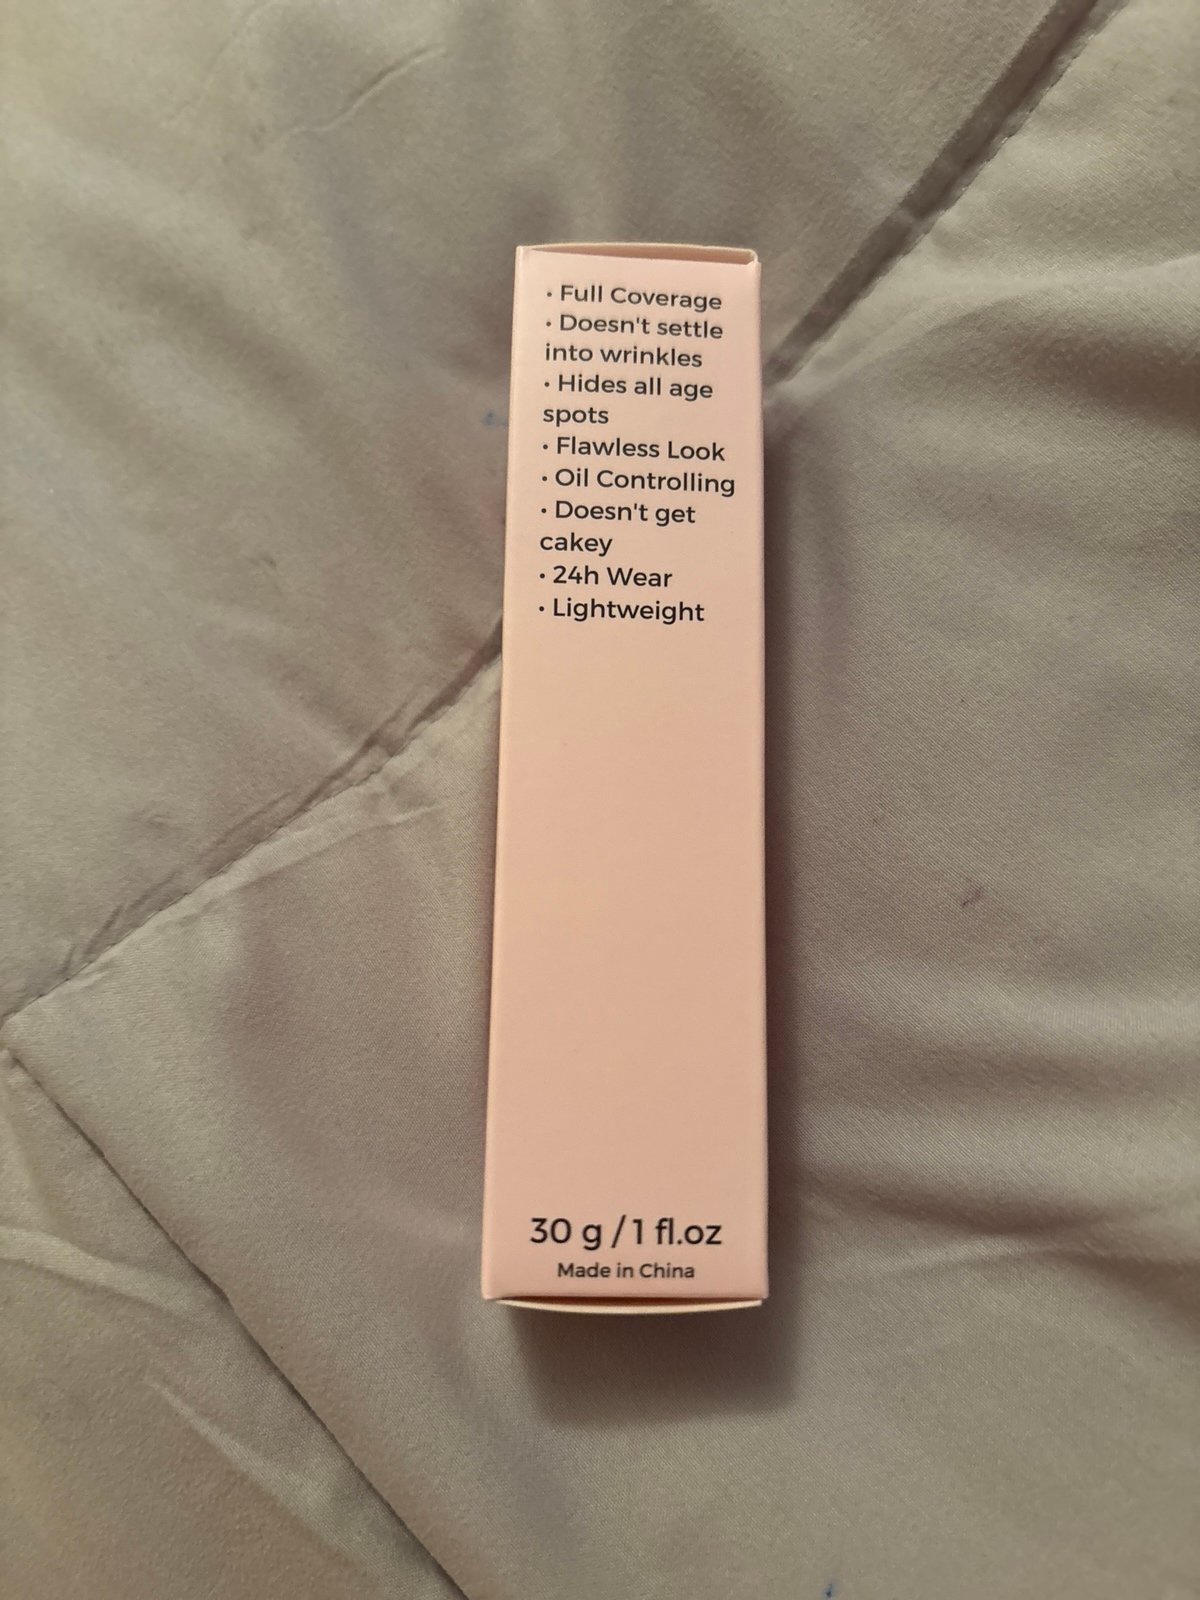 • Full Coverage
• Doesn't settle
into wrinkles
• Hides all age
spots
• Flawless Look
• Oil Controlling
• Doesn't get
cakey
• 24h Wear
• Lightweight
30 g / 1 fl.oz
Made in China